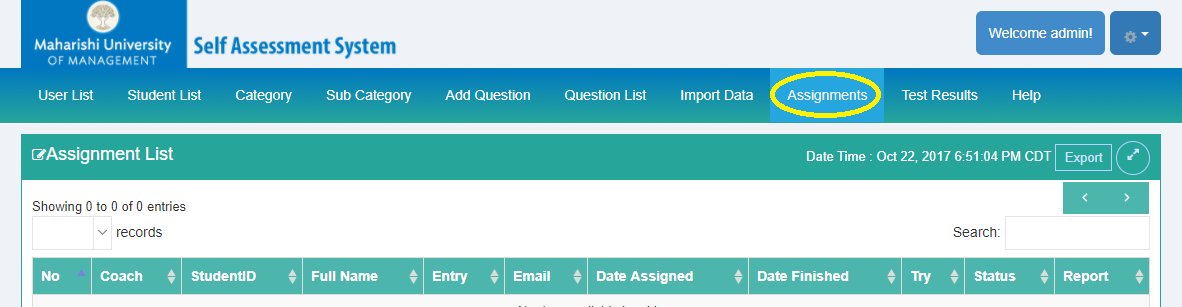 Maharishi University
OF MANAGEMENT
Self Assessment System
Welcome admin!
User List Student List Category Sub Category Add Question Question List Import Data Assignments Test Results Help
Assignment List
Date Time : Oct 22, 2017 6:51:04 PM CDT Export
Showing 0 to 0 of 0 entries
records
Search:
No Coach StudentID Full Name Entry Email Date Assigned Date Finished Try Status Report